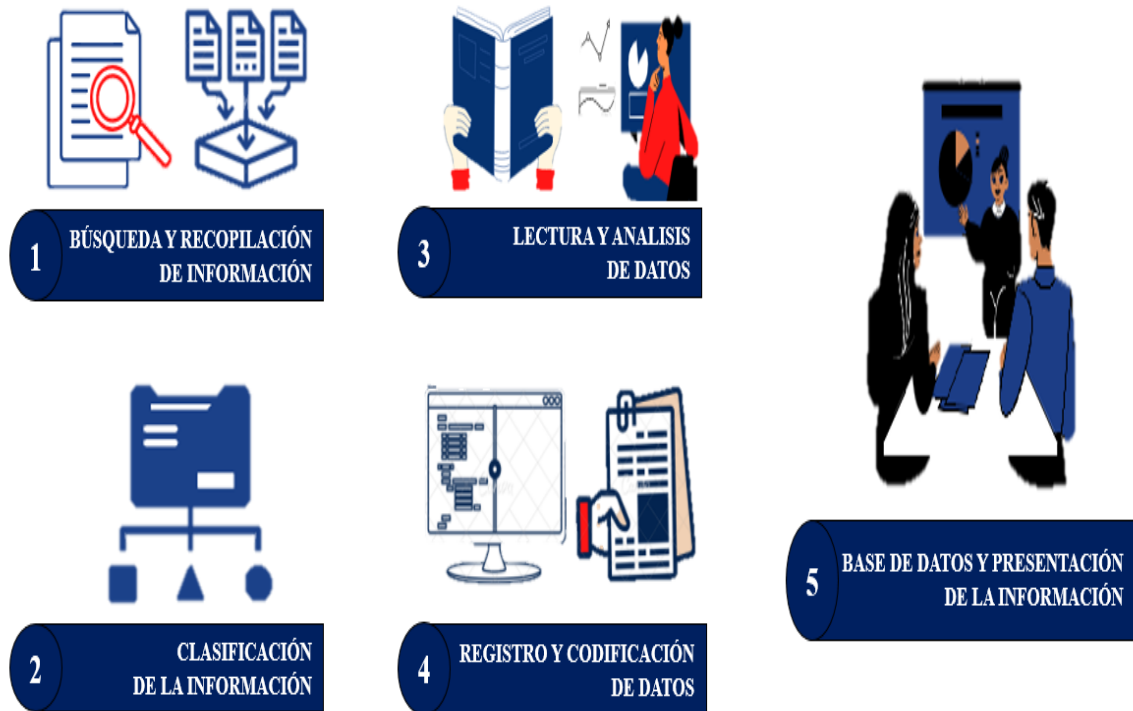 1
BÚSQUEDA Y RECOPILACIÓN
DE INFORMACIÓN
2
CLASIFICACIÓN
DE LA INFORMACIÓN
3
LECTURA Y ANALISIS
DE DATOS
4
REGISTRO Y CODIFICACIÓN
DE DATOS
5
BASE DE DATOS Y PRESENTACIÓN
DE LA INFORMACIÓN